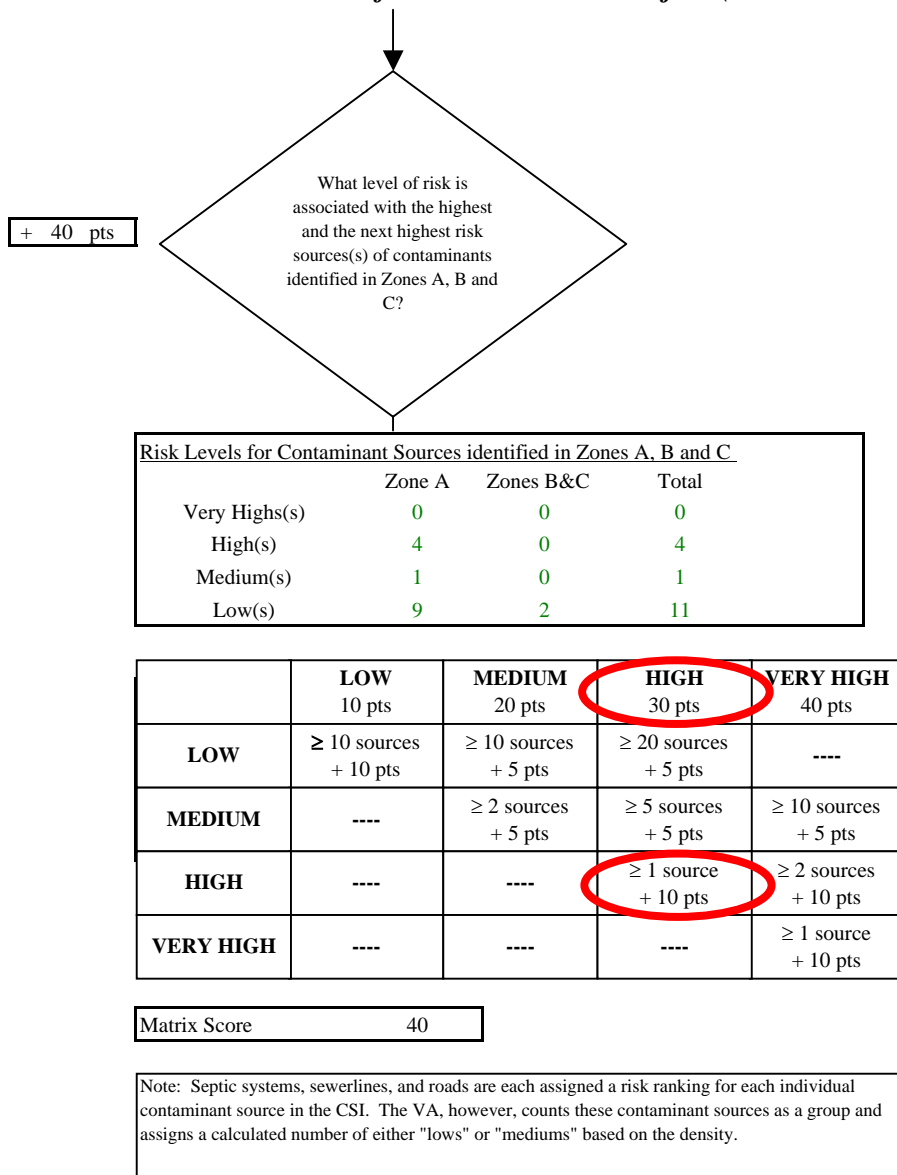 What level of risk is
associated with the highest
and the next highest risk
sources(s) of contaminants
identified in Zones A, B and
C?
+ 40 pts
Risk Levels for Contaminant Sources identified in Zones A, B and C
Zone A Zones B&C Total
Very Highs(s) 0 0 0
High(s) 4 0 4
Medium(s) 1 0 1
Low(s) 9 2 11
LOW MEDIUM HIGH VERY HIGH
10 pts 20 pts 30 pts 40 pts
LOW ≥ 10 sources ≥ 10 sources ≥ 20 sources ----
+ 10 pts + 5 pts + 5 pts
MEDIUM ---- ≥ 2 sources ≥ 5 sources ≥ 10 sources
+ 5 pts + 5 pts + 5 pts
HIGH ---- ---- ≥ 1 source ≥ 2 sources
+ 10 pts + 10 pts
VERY HIGH ---- ---- ---- ≥ 1 source
+ 10 pts
Matrix Score 40
Note: Septic systems, sewerlines, and roads are each assigned a risk ranking for each individual
contaminant source in the CSI. The VA, however, counts these contaminant sources as a group and
assigns a calculated number of either "lows" or "mediums" based on the density.